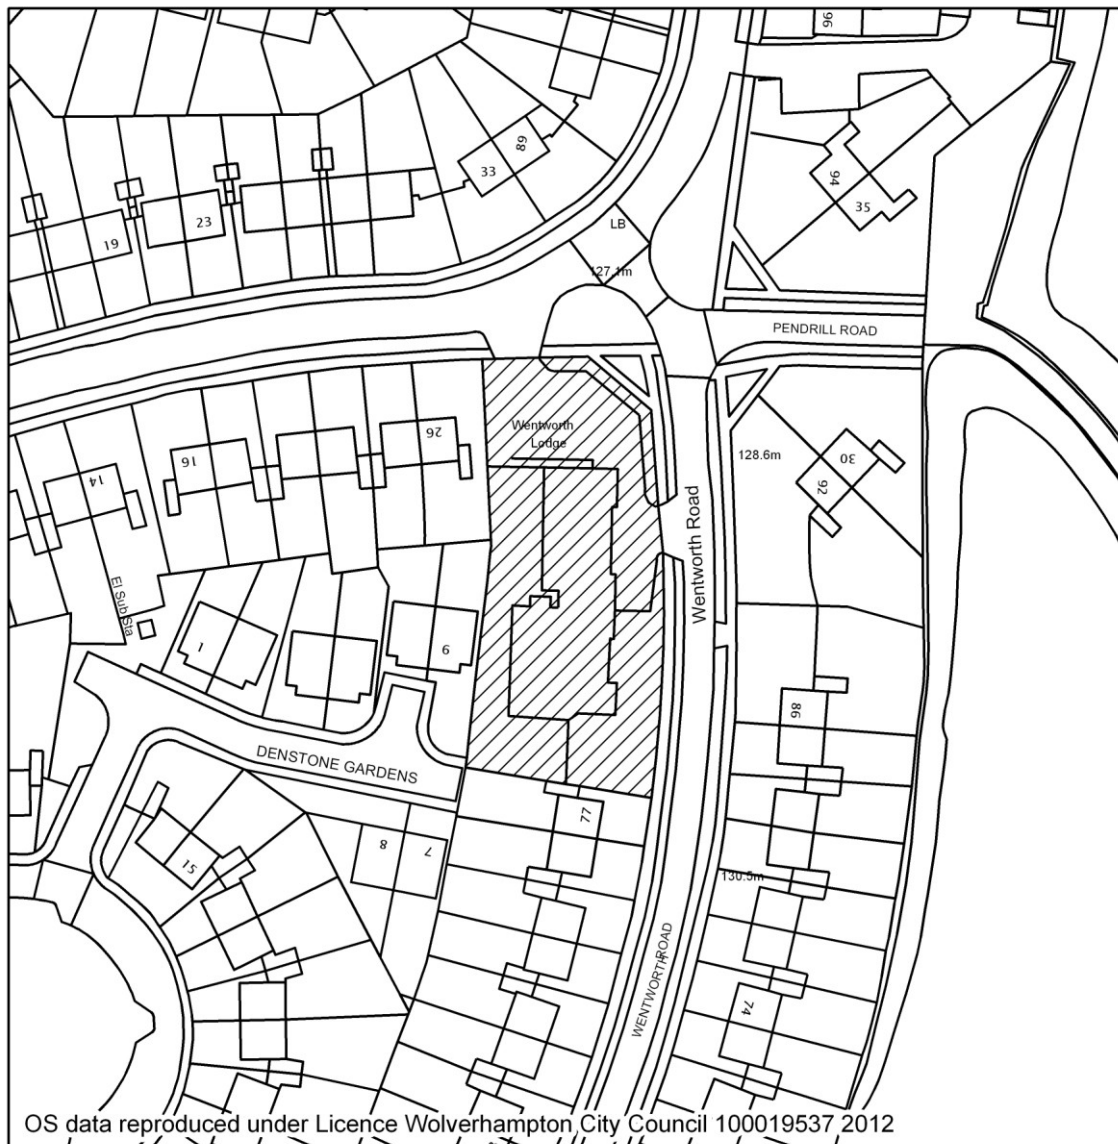 96
89
33
94
35
23
19
LB
127.1m
PENDRILL ROAD
Wentworth
Lodge
26
16
14
128.6m
30
92
Wentworth Road
El Sub Sta
1
9
86
DENSTONE GARDENS
77
8
7
15
130.5m
WENTWORTH ROAD
74
OS data reproduced under Licence Wolverhampton City Council 100019537 2012